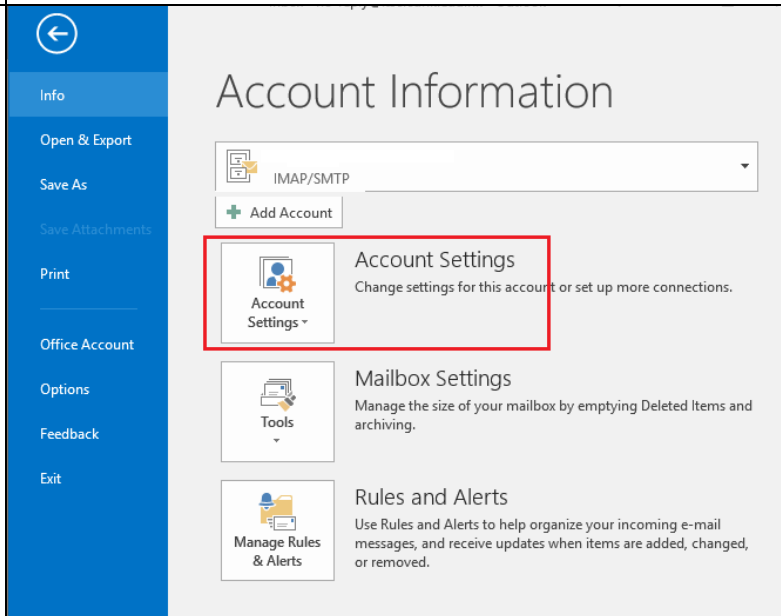 Account Information
Info
Open & Export
Save As
Save Attachments
Print
Office Account
Options
Feedback
Exit
IMAP/SMTP
Add Account
Account
Settings
Account Settings
Change settings for this account or set up more connections.
Tools
Mailbox Settings
Manage the size of your mailbox by emptying Deleted Items and
archiving.
Manage Rules
& Alerts
Rules and Alerts
Use Rules and Alerts to help organize your incoming e-mail
messages, and receive updates when items are added, changed,
or removed.